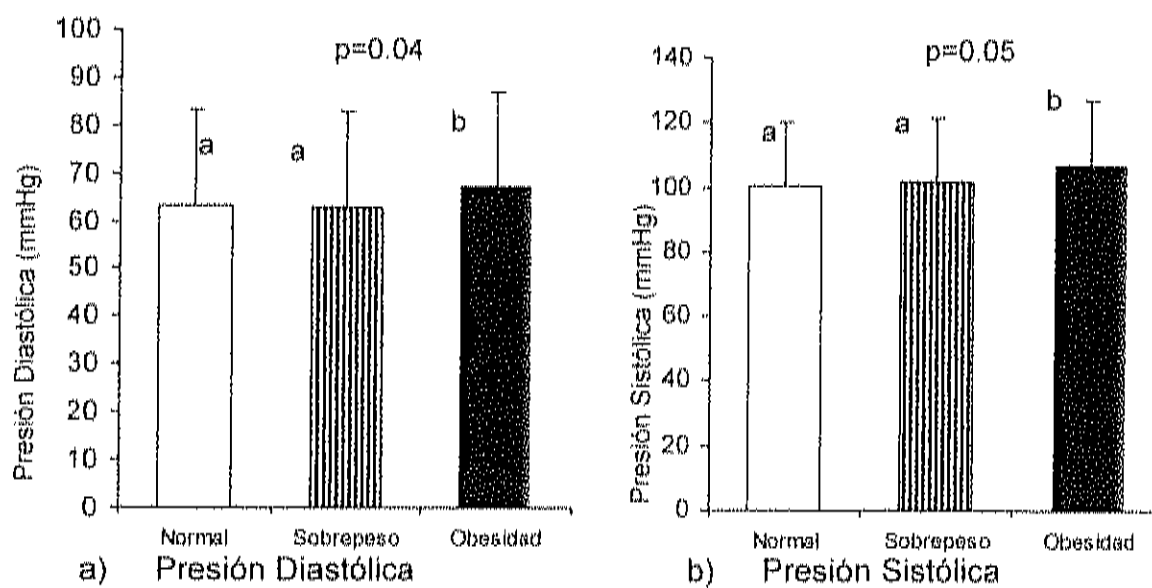 p=0.04
Presión Diastólica (mmHg)
100
90
80
70
60
50
40
30
20
10
0
a
a
b
Normal Sobrepeso Obesidad
a) Presión Diastólica
p=0.05
Presión Sistólica (mmHg)
140
120
100
80
60
40
20
0
a
a
b
Normal Sobrepeso Obesidad
b) Presión Sistólica